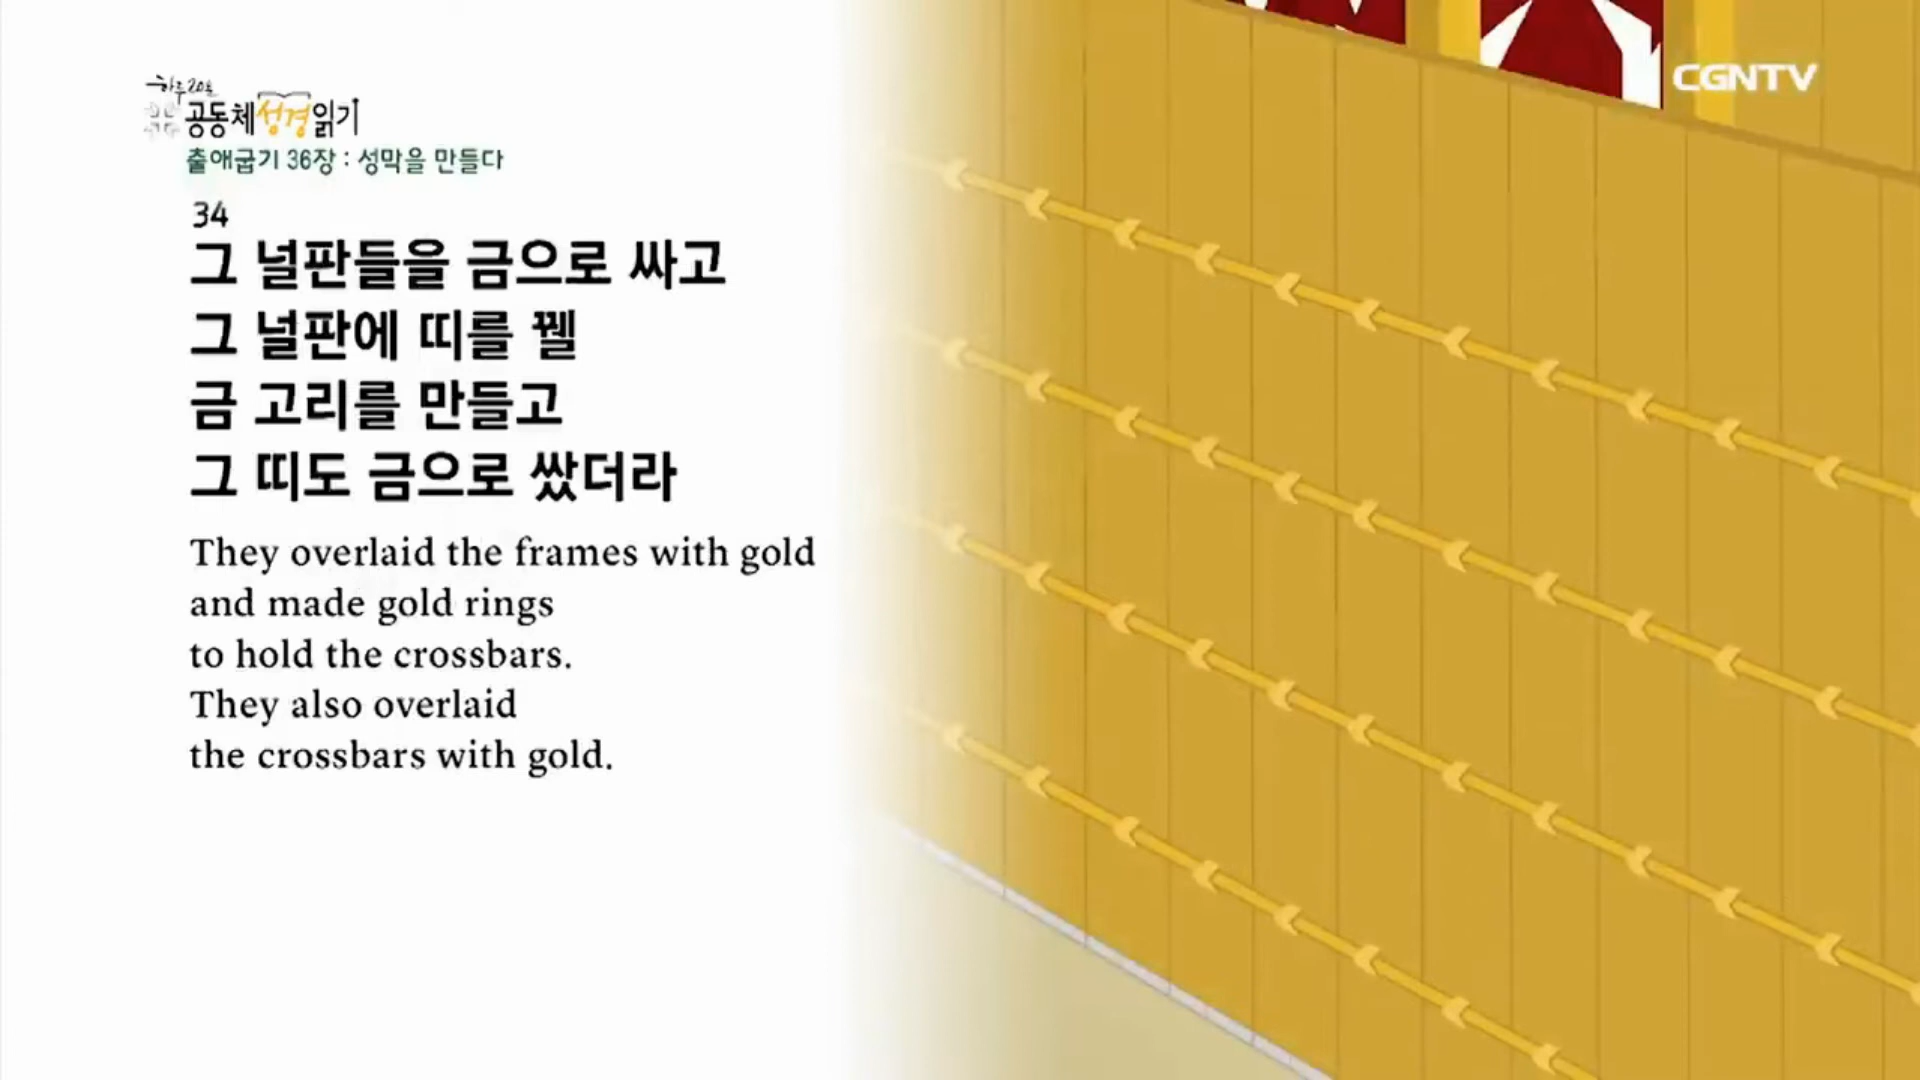 하루 20분
공동체성경읽기
출애굽기 36장 : 성막을 만들다
34
그 널판들을 금으로 싸고
그 널판에 띠를 꿸
금 고리를 만들고
그 띠도 금으로 쌌더라
They overlaid the frames with gold
and made gold rings
to hold the crossbars.
They also overlaid
the crossbars with gold.
CGNTV